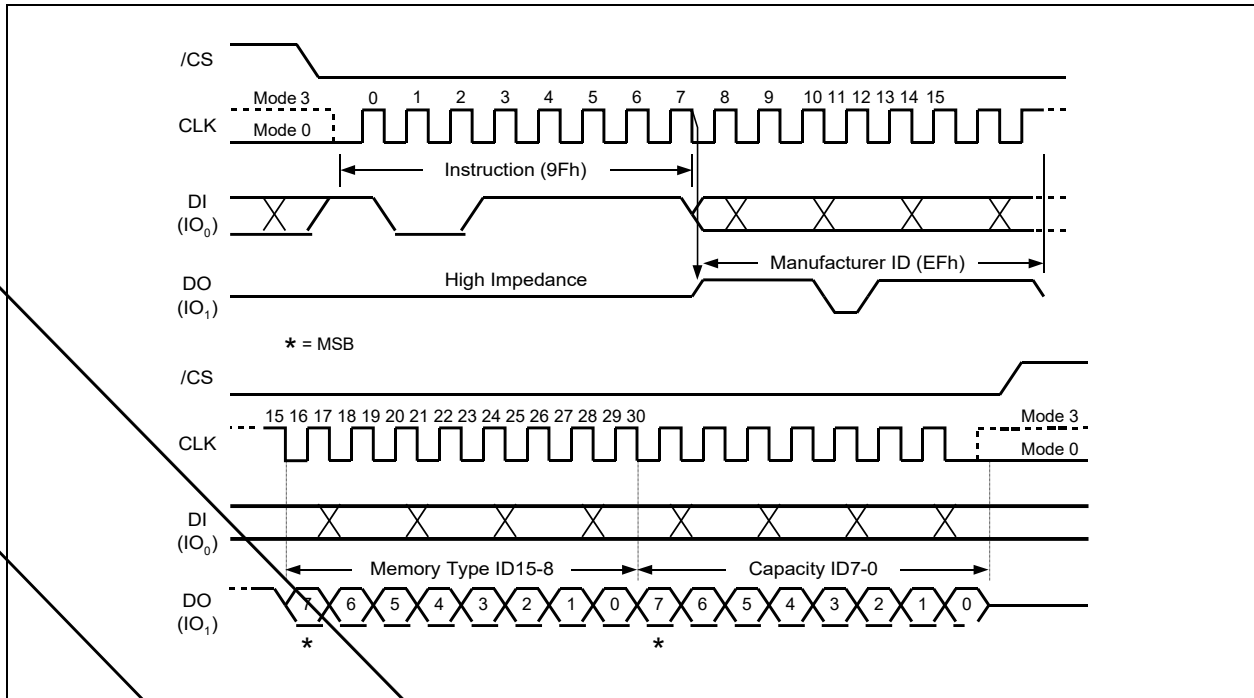 /CS
Mode 3 0 1 2 3 4 5 6 7 8 9 10 11 12 13 14 15
CLK
Mode 0
Instruction (9Fh)
DI
(IO0)
Manufacturer ID (EFh)
High Impedance
DO
(IO1)
* = MSB
/CS
15 16 17 18 19 20 21 22 23 24 25 26 27 28 29 30
Mode 3
CLK
Mode 0
DI
(IO0)
Memory Type ID15-8 Capacity ID7-0
DO 7 6 5 4 3 2 1 0 7 6 5 4 3 2 1 0
(IO1)
* *